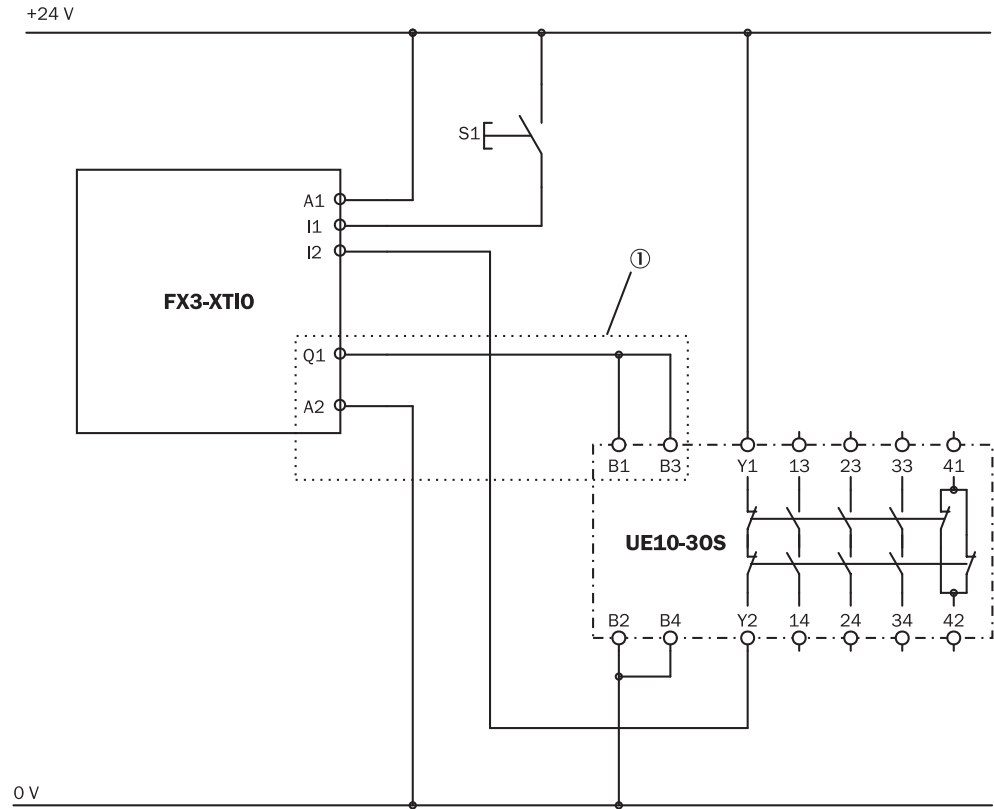 +24 V
S1
A1
I1
I2
①
FX3-XTIO
Q1
A2
B1 B3 Y1 13 23 33 41
UE10-3OS
B2 B4 Y2 14 24 34 42
0 V